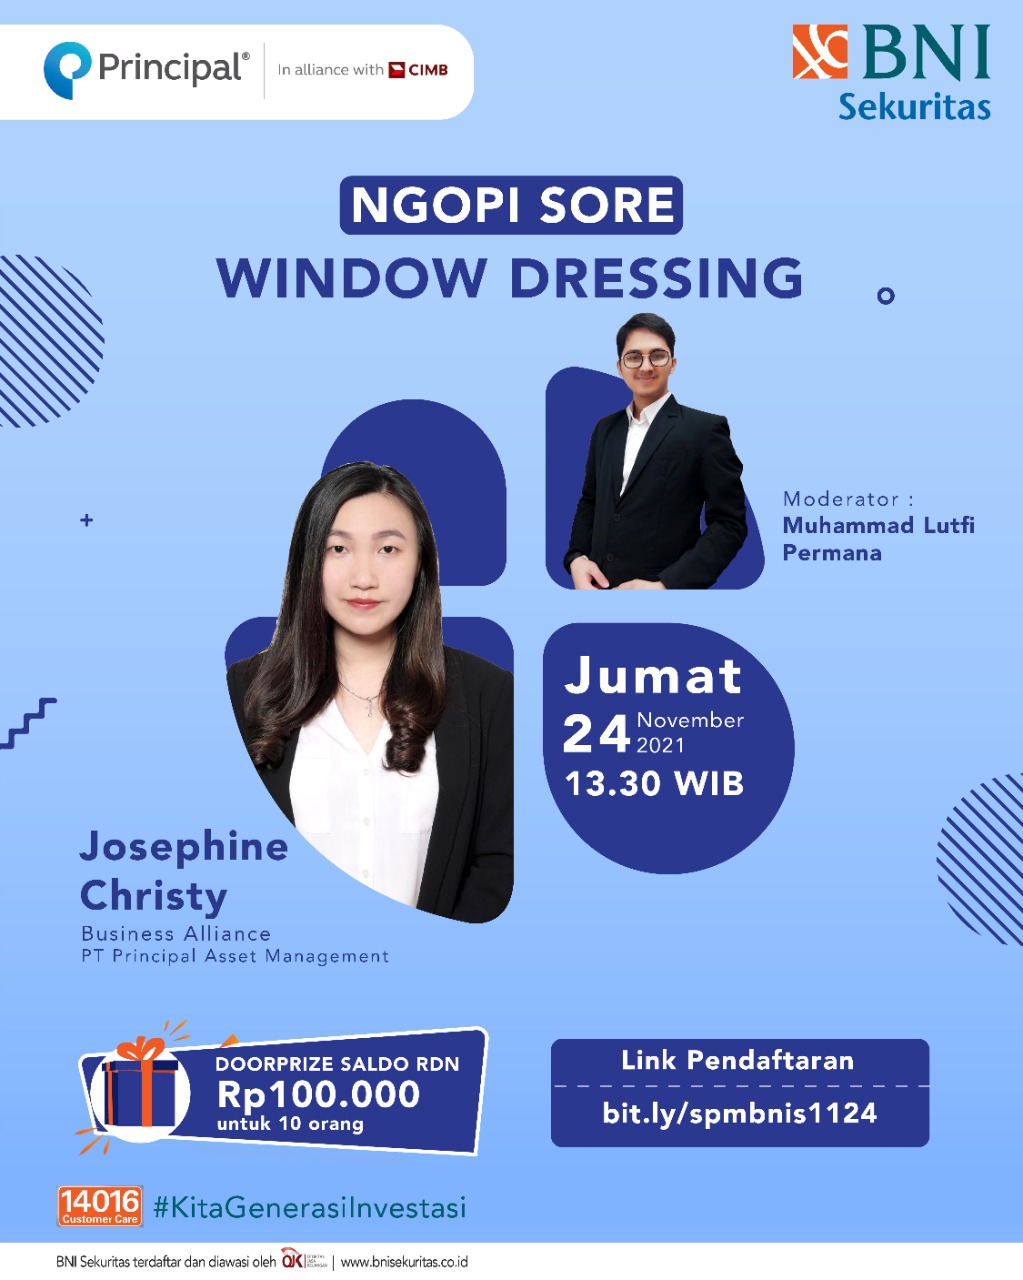 Principal®
In alliance with CIMB
BNI
Sekuritas
NGOPI SORE
WINDOW DRESSING
Moderator :
Muhammad Lutfi
Permana
Jumat
24 November
2021
13.30 WIB
Josephine
Christy
Business Alliance
PT Principal Asset Management
DOORPRIZE SALDO RDN
Rp100.000
untuk 10 orang
Link Pendaftaran
bit.ly/spmbnis1124
14016
Customer Care
#KitaGenerasiInvestasi
BNI Sekuritas terdaftar dan diawasi oleh OJK | www.bnisekuritas.co.id